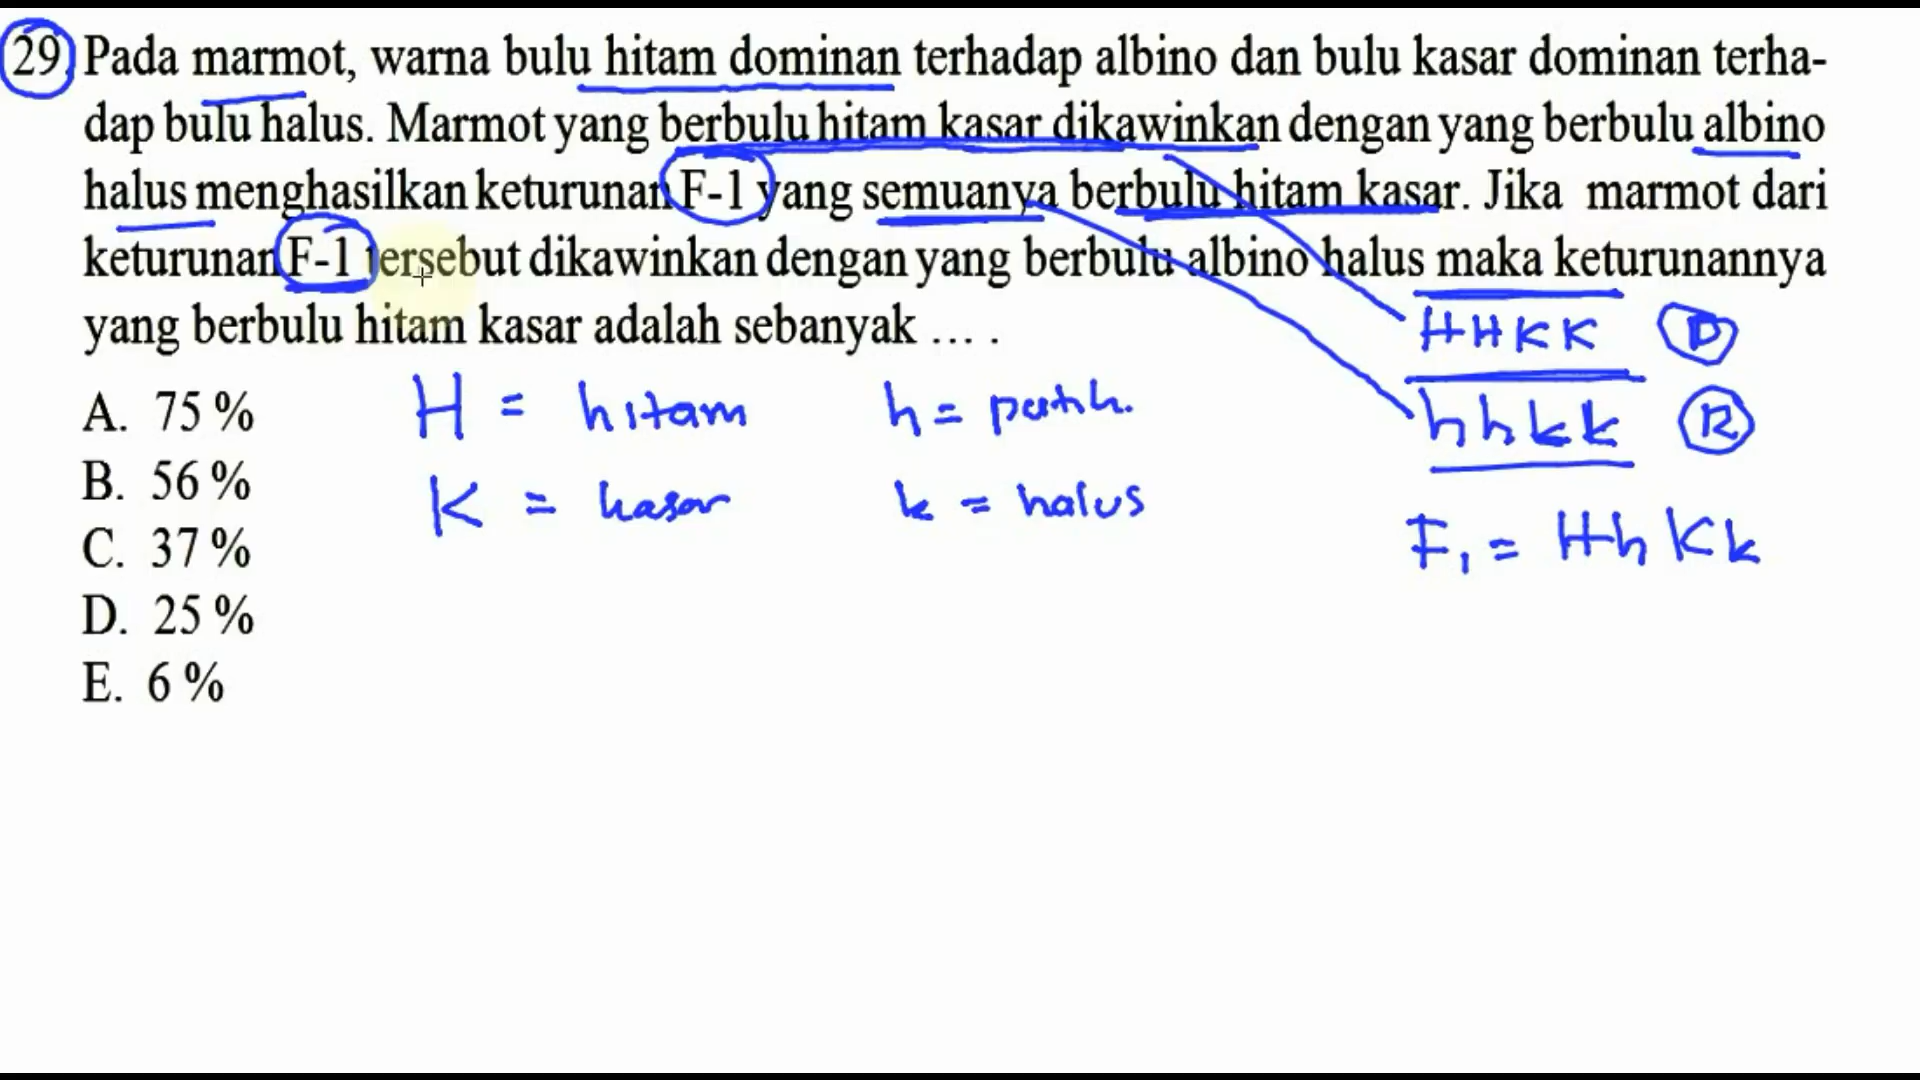 29 Pada marmot, warna bulu hitam dominan terhadap albino dan bulu kasar dominan terha-
dap bulu halus. Marmot yang berbulu hitam kasar dikawinkan dengan yang berbulu albino
halus menghasilkan keturunan F-1 yang semuanya berbulu hitam kasar. Jika marmot dari
keturunan F-1 tersebut dikawinkan dengan yang berbulu albino halus maka keturunannya
yang berbulu hitam kasar adalah sebanyak ... .
HHKK D
A. 75 % H = hitam h = putih. hhkk R
B. 56 % K = kasar k = halus
C. 37 % F1 = Hh Kk
D. 25 %
E. 6 %